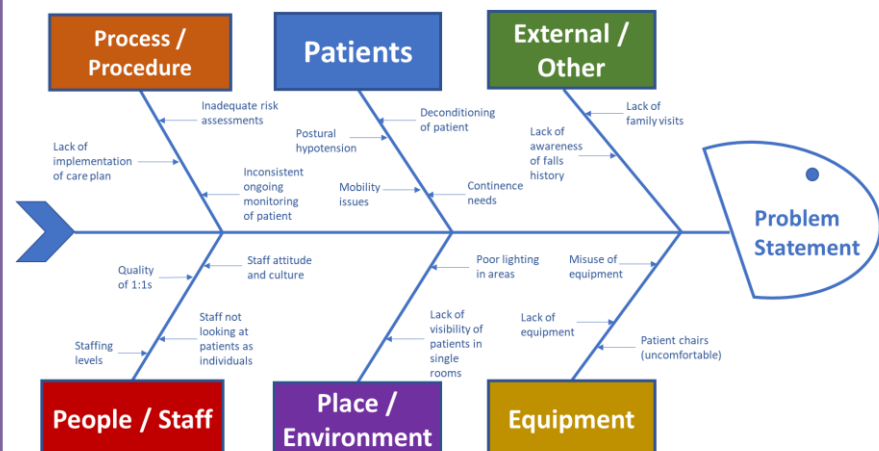 Process /
Procedure
Patients
External /
Other
Inadequate risk
assessments
Lack of
implementation
of care plan
Inconsistent
ongoing
monitoring
of patient
Deconditioning
of patient
Postural
hypotension
Mobility
issues
Continence
needs
Lack of
family visits
Lack of
awareness
of falls
history
Problem
Statement
Quality
of 1:1s
Staff attitude
and culture
Staffing
levels
Staff not
looking at
patients as
individuals
Poor lighting
in areas
Lack of
visibility of
patients in
single
rooms
Misuse of
equipment
Lack of
equipment
Patient chairs
(uncomfortable)
People / Staff
Place /
Environment
Equipment